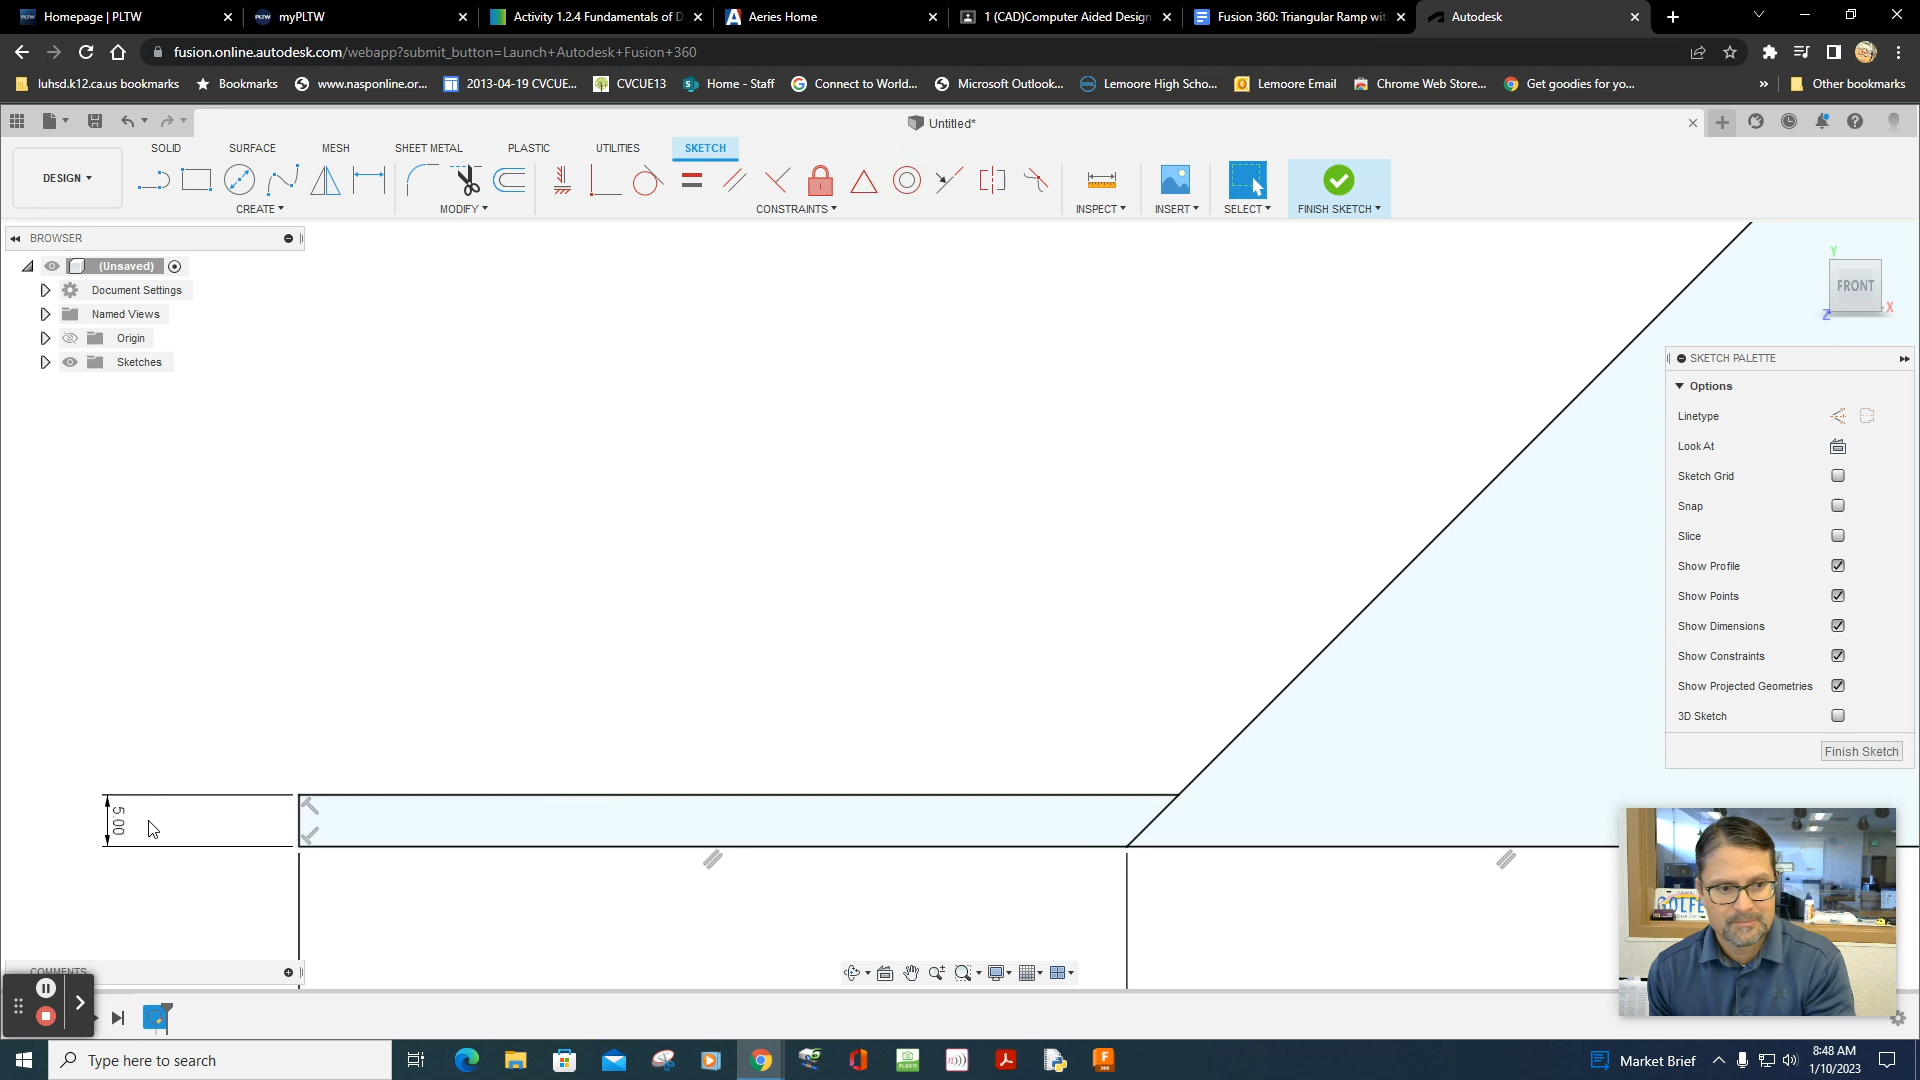 Homepage | PLTW
myPLTW
Activity 1.2.4 Fundamentals of D
Aeries Home
1 (CAD)Computer Aided Design
Fusion 360: Triangular Ramp wit
Autodesk
fusion.online.autodesk.com/webapp?submit_button=Launch+Autodesk+Fusion+360
luhsd.k12.ca.us bookmarks
Bookmarks
www.nasponline.or...
2013-04-19 CVCUE...
CVCUE13
Home - Staff
Connect to World...
Microsoft Outlook...
Lemoore High Scho...
Lemoore Email
Chrome Web Store...
Get goodies for yo...
Other bookmarks
Untitled*
SOLID
SURFACE
MESH
SHEET METAL
PLASTIC
UTILITIES
SKETCH
DESIGN
CREATE
MODIFY
CONSTRAINTS
INSPECT
INSERT
SELECT
FINISH SKETCH
BROWSER
(Unsaved)
Document Settings
Named Views
Origin
Sketches
Y
FRONT
X
Z
SKETCH PALETTE
Options
Linetype
Look At
Sketch Grid
Snap
Slice
Show Profile
Show Points
Show Dimensions
Show Constraints
Show Projected Geometries
3D Sketch
Finish Sketch
5.00
COMMENTS
GOLFE
Type here to search
Market Brief
8:48 AM
1/10/2023